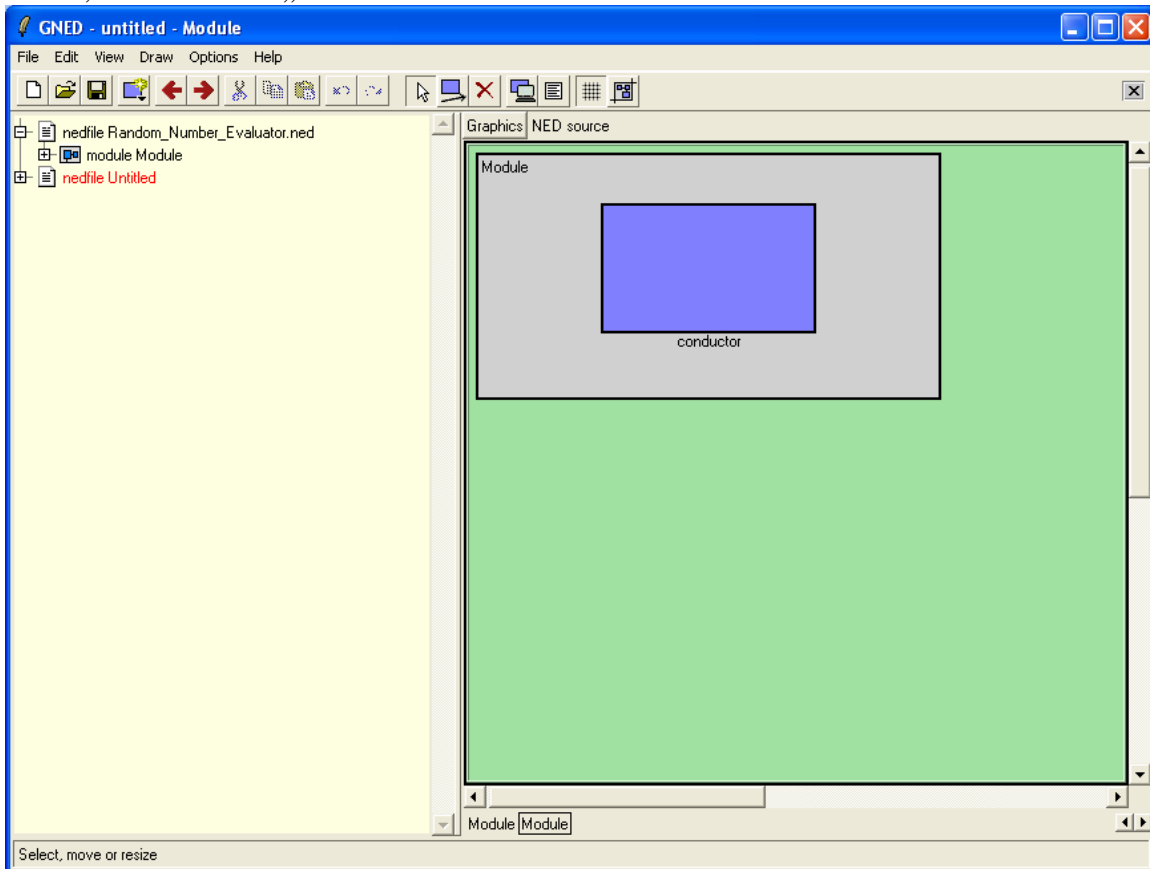 GNED - untitled - Module
File Edit View Draw Options Help
nedfile Random_Number_Evaluator.ned
module Module
nedfile Untitled
Graphics NED source
Module
conductor
Module Module
Select, move or resize